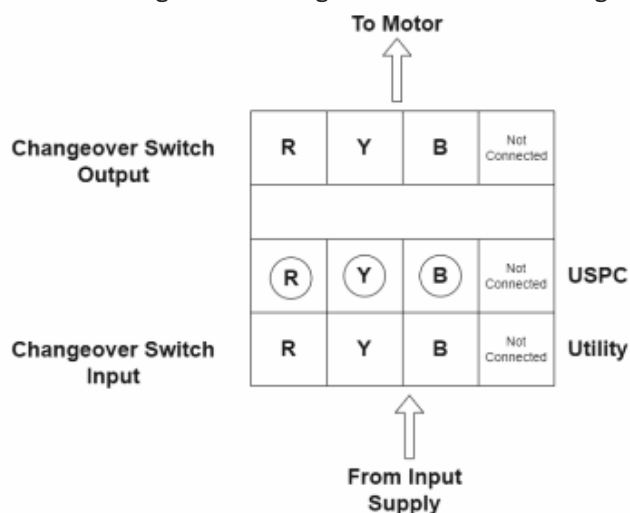 To Motor
Changeover Switch
Output
R Y B Not
Connected
R Y B Not
Connected
USPC
Changeover Switch
Input
R Y B Not
Connected
Utility
From Input
Supply